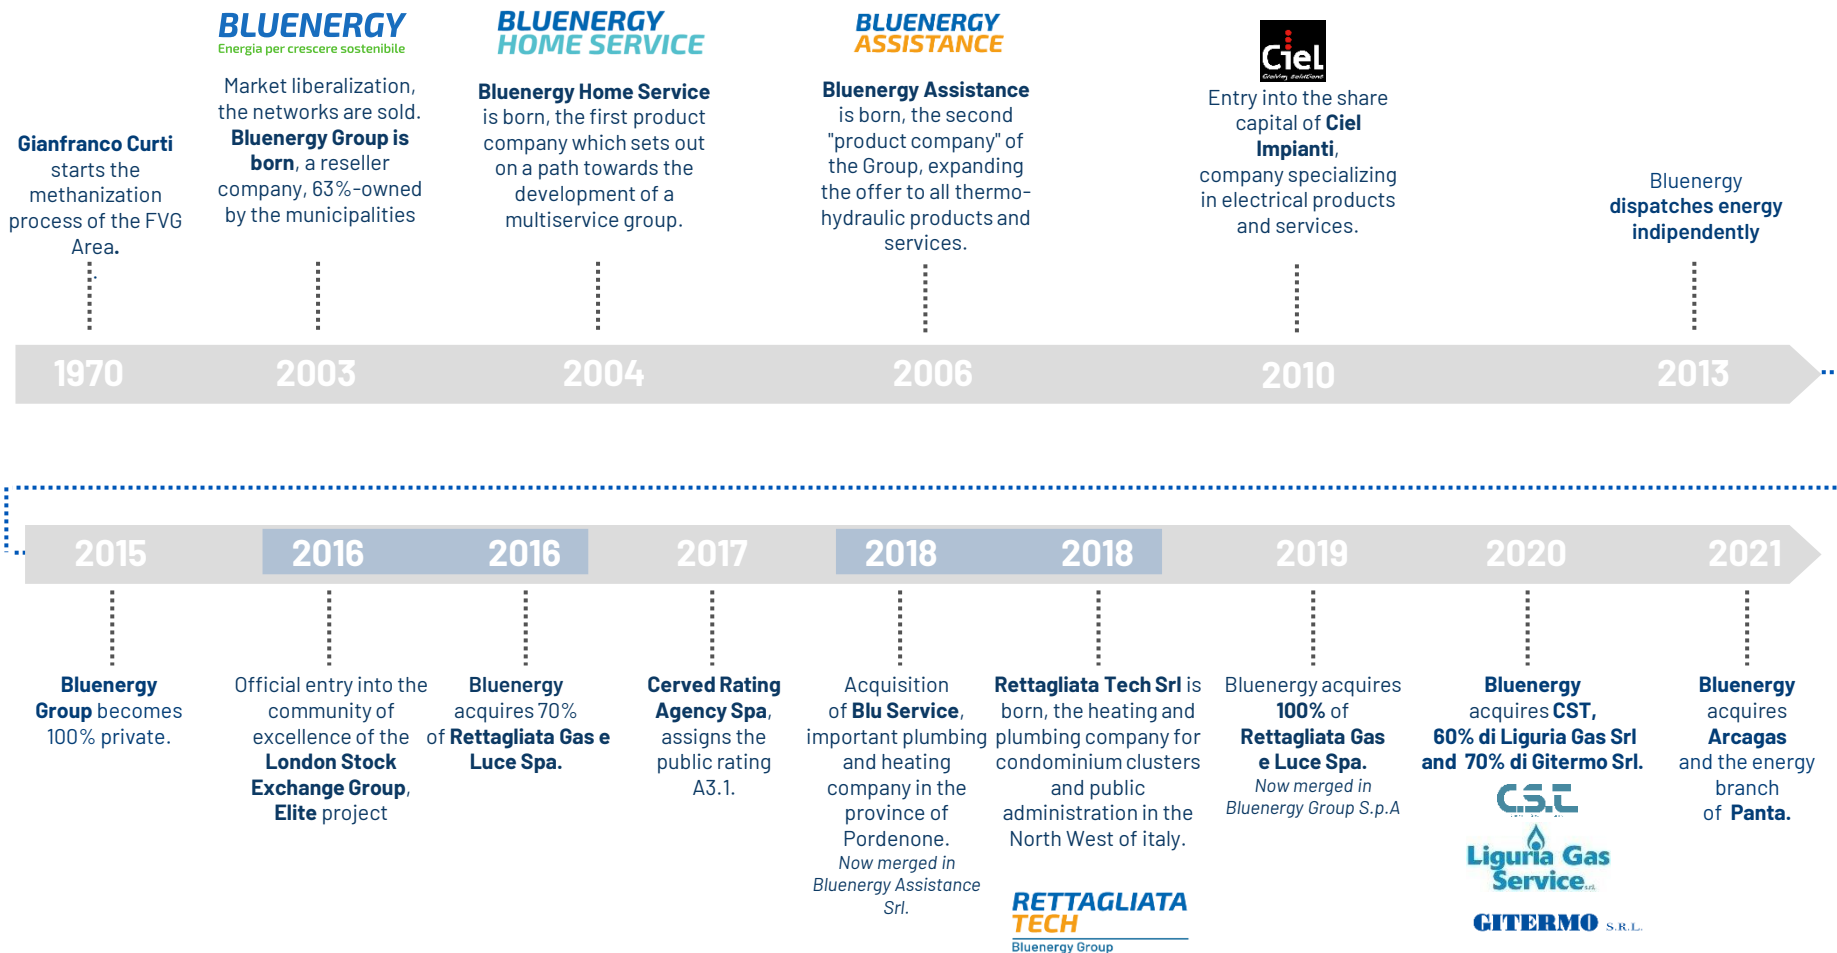 Gianfranco Curti
starts the
methanization
process of the FVG
Area.
BLUENERGY
Energia per crescere sostenibile
Market liberalization,
the networks are sold.
Bluenergy Group is
born, a reseller
company, 63%-owned
by the municipalities
BLUENERGY
HOME SERVICE
Bluenergy Home Service
is born, the first product
company which sets out
on a path towards the
development of a
multiservice group.
BLUENERGY
ASSISTANCE
Bluenergy Assistance
is born, the second
"product company" of
the Group, expanding
the offer to all thermo-
hydraulic products and
services.
Ciel
Entry into the share
capital of Ciel
Impianti,
company specializing
in electrical products
and services.
Bluenergy
dispatches energy
indipendently
1970
2003
2004
2006
2010
2013
2015
2016
2016
2017
2018
2018
2019
2020
2021
Bluenergy
Group becomes
100% private.
Official entry into the
community of
excellence of the
London Stock
Exchange Group,
Elite project
Bluenergy
acquires 70%
of Rettagliata Gas e
Luce Spa.
Cerved Rating
Agency Spa,
assigns the
public rating
A3.1.
Acquisition
of Blu Service,
important plumbing
and heating
company in the
province of
Pordenone.
Now merged in
Bluenergy Assistance
Srl.
Rettagliata Tech Srl is
born, the heating and
plumbing company for
condominium clusters
and public
administration in the
North West of italy.
RETTAGLIATA
TECH
Bluenergy Group
Bluenergy acquires
100% of
Rettagliata Gas
e Luce Spa.
Now merged in
Bluenergy Group S.p.A
Bluenergy
acquires CST,
60% di Liguria Gas Srl
and 70% di Gitermo Srl.
C.S.T
Liguria Gas
Service s.r.l.
GITERMO S.R.L.
Bluenergy
acquires
Arcagas
and the energy
branch
of Panta.